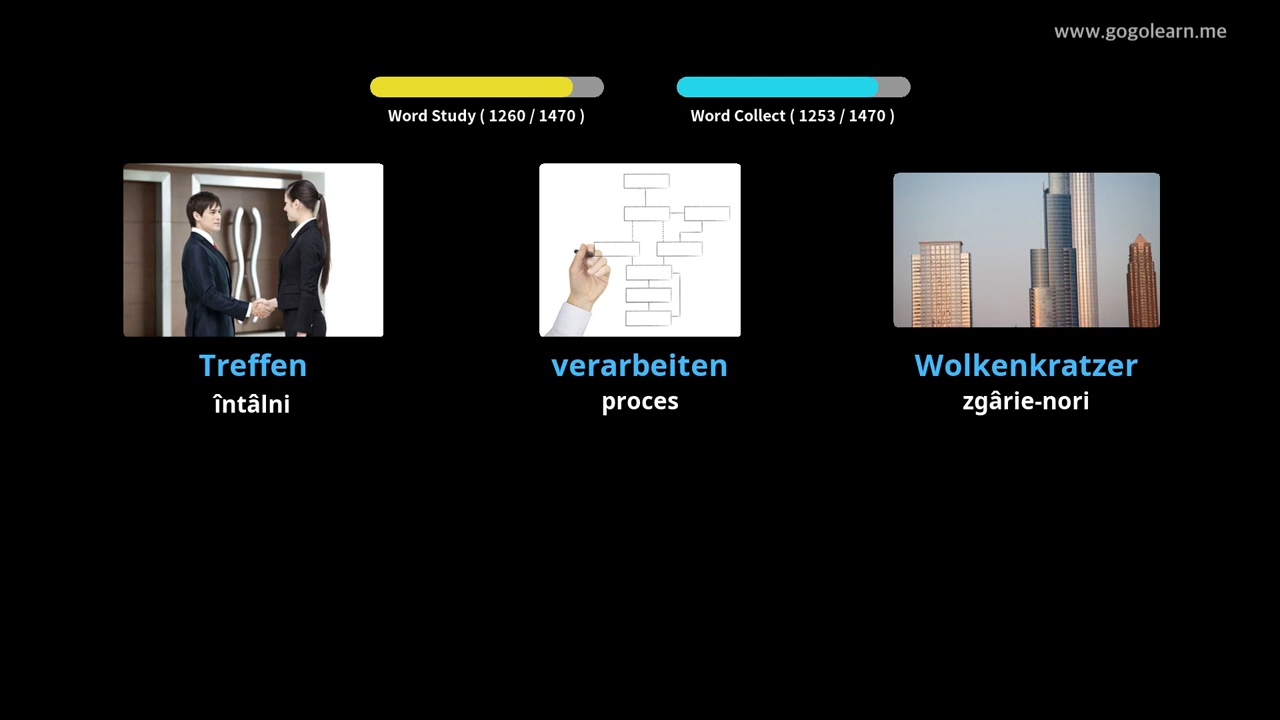 www.gogolearn.me
Word Study ( 1260 / 1470 )
Word Collect ( 1253 / 1470 )
Treffen
întâlni
verarbeiten
proces
Wolkenkratzer
zgârie-nori